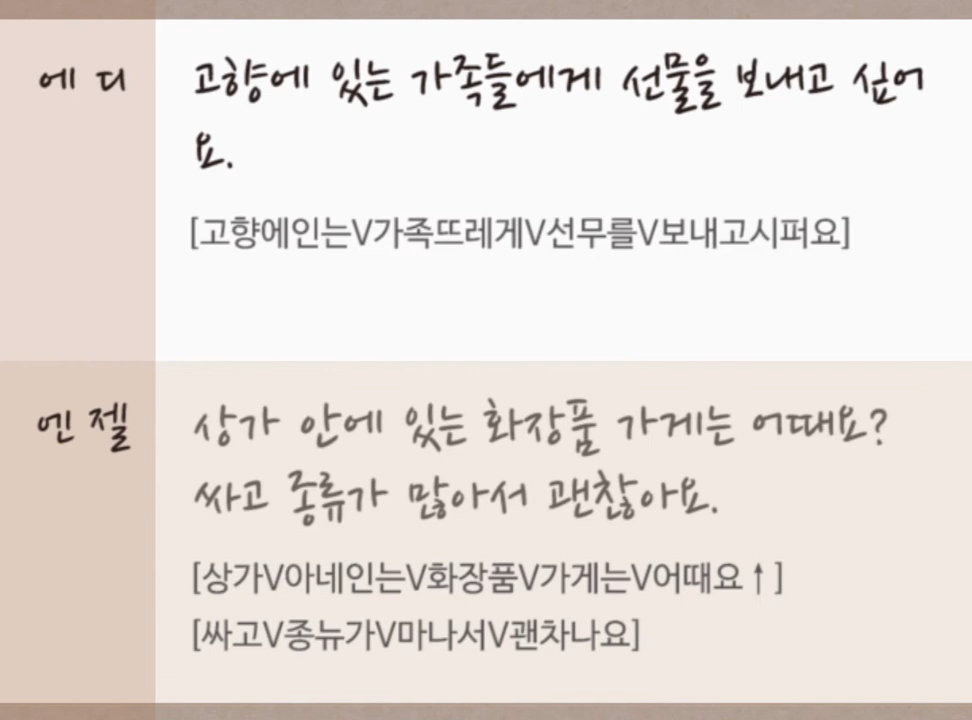 에디
고향에 있는 가족들에게 선물을 보내고 싶어
요.
[고향에인는V가족뜨레게V선무를V보내고시퍼요]
엔젤
상가 안에 있는 화장품 가게는 어때요?
싸고 종류가 많아서 괜찮아요.
[상가V아네인는V화장품V가게는V어때요↑]
[싸고V종뉴가V마나서V괜차나요]